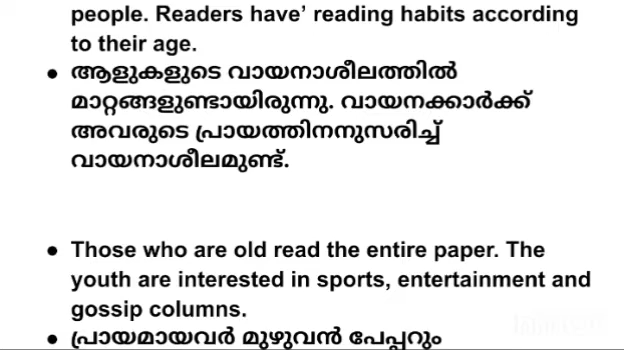 people. Readers have’ reading habits according
to their age.
● ആളുകളുടെ വായനാശീലത്തിൽ
മാറ്റങ്ങളുണ്ടായിരുന്നു. വായനക്കാർക്ക്
അവരുടെ പ്രായത്തിനനുസരിച്ച്
വായനാശീലമുണ്ട്.
● Those who are old read the entire paper. The
youth are interested in sports, entertainment and
gossip columns.
● പ്രായമായവർ മുഴുവൻ പേപ്പറും